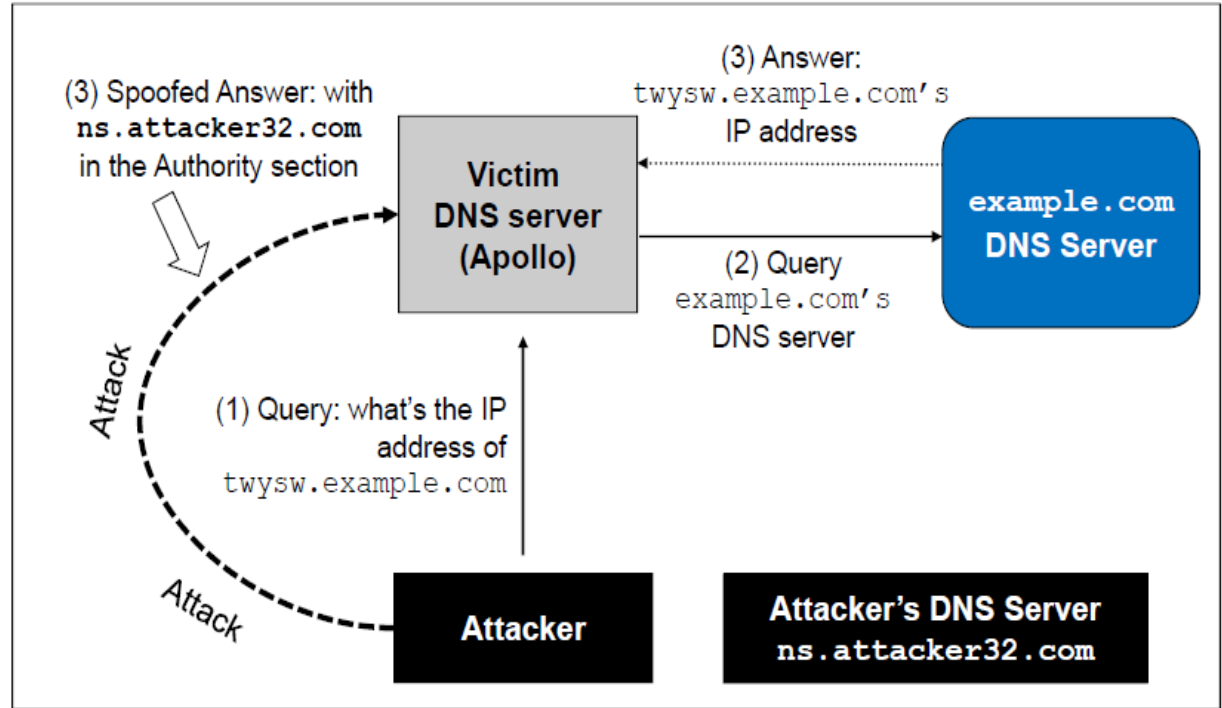 (3) Spoofed Answer: with
ns.attacker32.com
in the Authority section
(3) Answer:
twysw.example.com's
IP address
Victim
DNS server
(Apollo)
example.com
DNS Server
(2) Query
example.com's
DNS server
Attack
(1) Query: what's the IP
address of
twysw.example.com
Attack
Attacker
Attacker's DNS Server
ns.attacker32.com